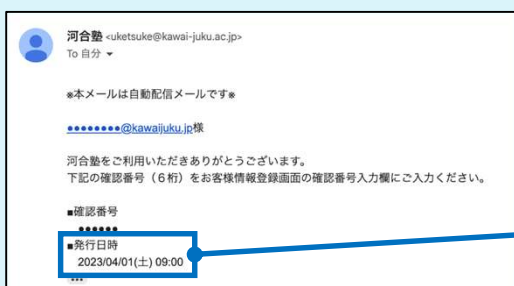 河合塾 <uketsuke@kawai-juku.ac.jp>
To 自分
※本メールは自動配信メールです※
●●●●●●●●@kawaijuku.jp様
河合塾をご利用いただきありがとうございます。
下記の確認番号（６桁）をお客様情報登録画面の確認番号入力欄にご入力ください。
■確認番号
●●●●●●
■発行日時
2023/04/01(土) 09:00